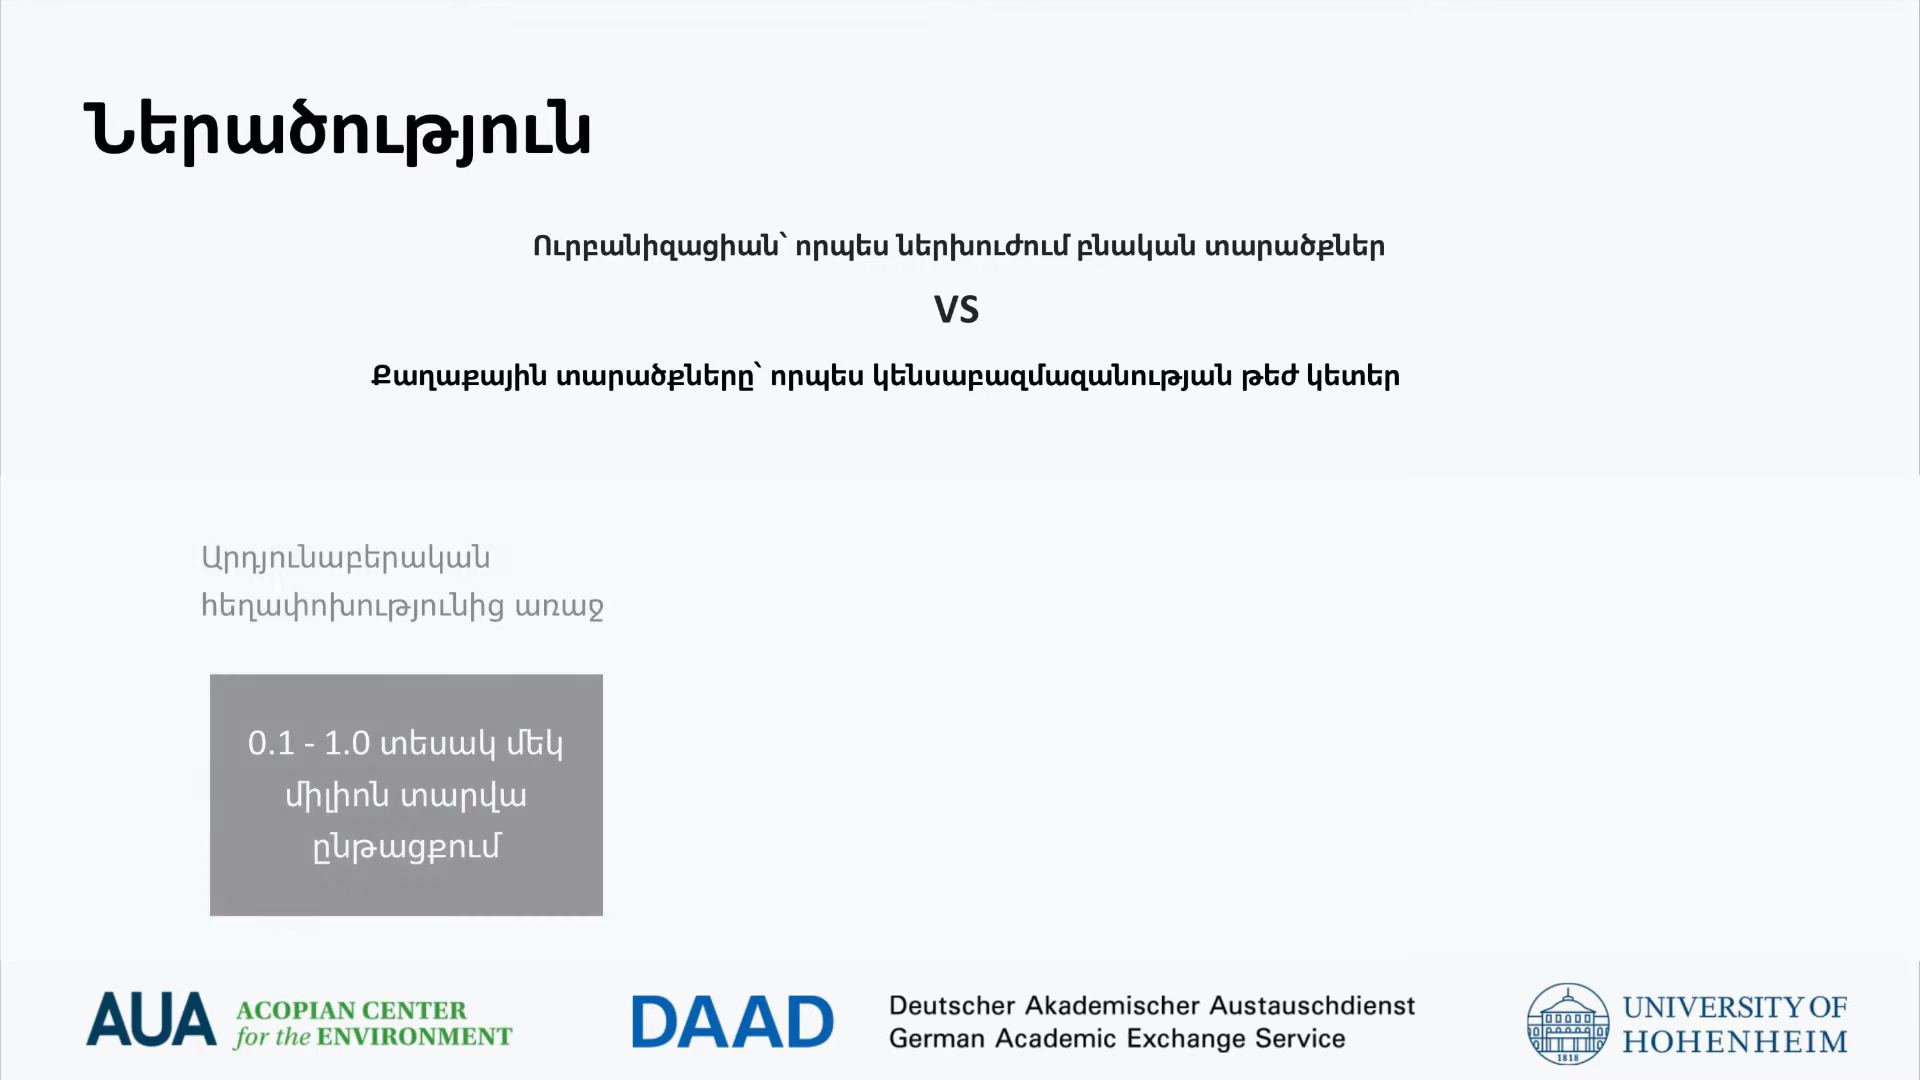 Ներածություն
Ուրբանիզացիան՝ որպես ներխուժում բնական տարածքներ
VS
Քաղաքային տարածքները՝ որպես կենսաբազմազանության թեժ կետեր
Արդյունաբերական
հեղափոխությունից առաջ
0.1 - 1.0 տեսակ մեկ
միլիոն տարվա
ընթացքում
AUA ACOPIAN CENTER
for the ENVIRONMENT
DAAD
Deutscher Akademischer Austauschdienst
German Academic Exchange Service
1818
UNIVERSITY OF
HOHENHEIM